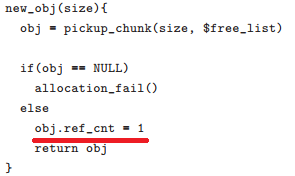 new_obj(size){
obj = pickup_chunk(size, $free_list)
if(obj == NULL)
allocation_fail()
else
obj.ref_cnt = 1
return obj
}